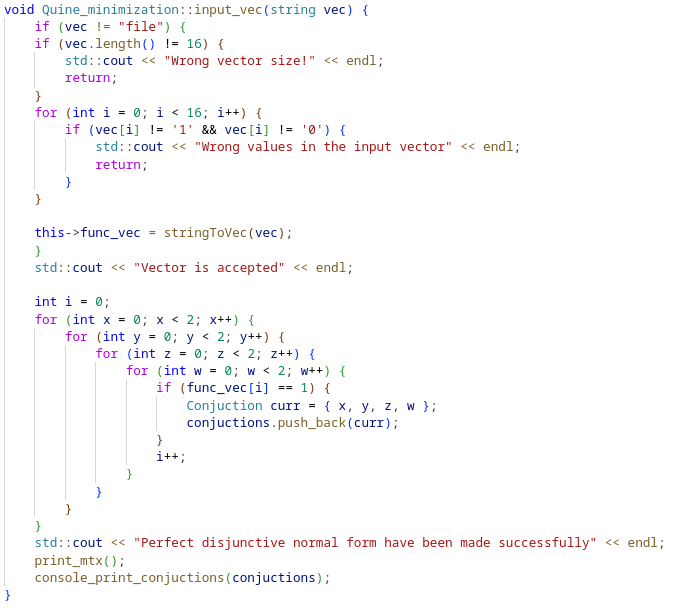 void Quine_minimization::input_vec(string vec) {
    if (vec != "file") {
    if (vec.length() != 16) {
        std::cout << "Wrong vector size!" << endl;
        return;
    }
    for (int i = 0; i < 16; i++) {
        if (vec[i] != '1' && vec[i] != '0') {
            std::cout << "Wrong values in the input vector" << endl;
            return;
        }
    }

    this->func_vec = stringToVec(vec);
    }
    std::cout << "Vector is accepted" << endl;

    int i = 0;
    for (int x = 0; x < 2; x++) {
        for (int y = 0; y < 2; y++) {
            for (int z = 0; z < 2; z++) {
                for (int w = 0; w < 2; w++) {
                    if (func_vec[i] == 1) {
                        Conjuction curr = { x, y, z, w };
                        conjuctions.push_back(curr);
                    }
                    i++;
                }
            }
        }
    }
    std::cout << "Perfect disjunctive normal form have been made successfully" << endl;
    print_mtx();
    console_print_conjuctions(conjuctions);
}